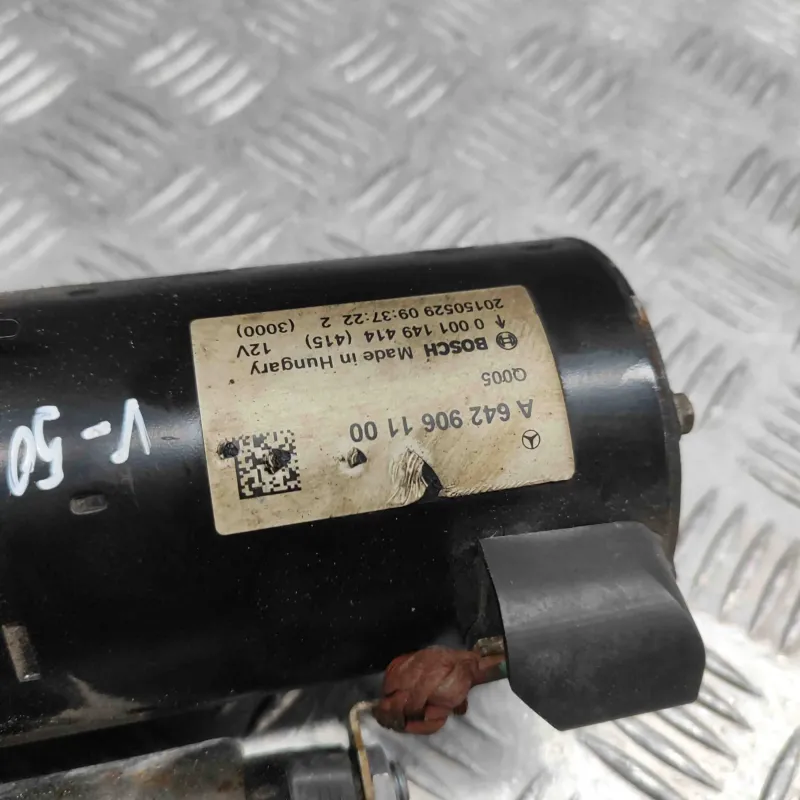 A 642 906 11 00
Q005
BOSCH Made in Hungary
↑ 0 001 149 414 (415) 12V
20150529 09:37:22 2 (3000)
V-50